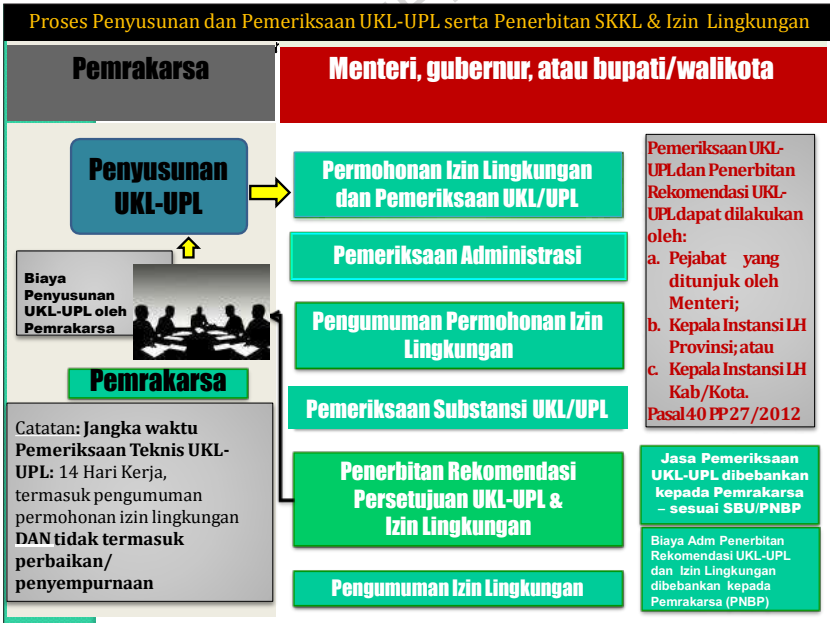 Proses Penyusunan dan Pemeriksaan UKL-UPL serta Penerbitan SKKL & Izin Lingkungan
Pemrakarsa
Menteri, gubernur, atau bupati/walikota
Penyusunan
UKL-UPL
Biaya
Penyusunan
UKL-UPL oleh
Pemrakarsa
Pemrakarsa
Catatan: Jangka waktu
Pemeriksaan Teknis UKL-
UPL: 14 Hari Kerja,
termasuk pengumuman
permohonan izin lingkungan
DAN tidak termasuk
perbaikan/
penyempurnaan
Permohonan Izin Lingkungan
dan Pemeriksaan UKL/UPL
Pemeriksaan Administrasi
Pengumuman Permohonan Izin
Lingkungan
Pemeriksaan Substansi UKL/UPL
Penerbitan Rekomendasi
Persetujuan UKL-UPL &
Izin Lingkungan
Pengumuman Izin Lingkungan
Pemeriksaan UKL-
UPL dan Penerbitan
Rekomendasi UKL-
UPL dapat dilakukan
oleh:
a. Pejabat yang
ditunjuk oleh
Menteri;
b. Kepala Instansi LH
Provinsi; atau
c. Kepala Instansi LH
Kab/Kota.
Pasal 40 PP 27/2012
Jasa Pemeriksaan
UKL-UPL dibebankan
kepada Pemrakarsa
– sesuai SBU/PNBP
Biaya Adm Penerbitan
Rekomendasi UKL-UPL
dan Izin Lingkungan
dibebankan kepada
Pemrakarsa (PNBP)